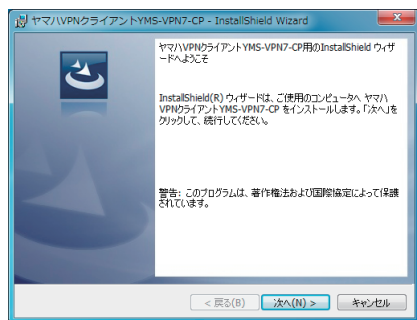 ヤマハVPNクライアントYMS-VPN7-CP - InstallShield Wizard
ヤマハVPNクライアントYMS-VPN7-CP用のInstallShield ウィザ
ードへようこそ
InstallShield(R) ウィザードは、ご使用のコンピュータへ ヤマハ
VPNクライアントYMS-VPN7-CP をインストールします。「次へ」を
クリックして、続行してください。
警告: このプログラムは、著作権法および国際協定によって保護
されています。
< 戻る(B)
次へ(N) >
キャンセル